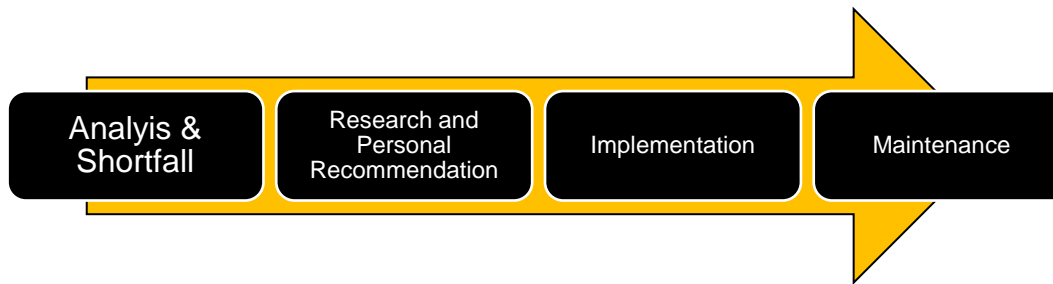 Analyis &
Shortfall
Research and
Personal
Recommendation
Implementation
Maintenance